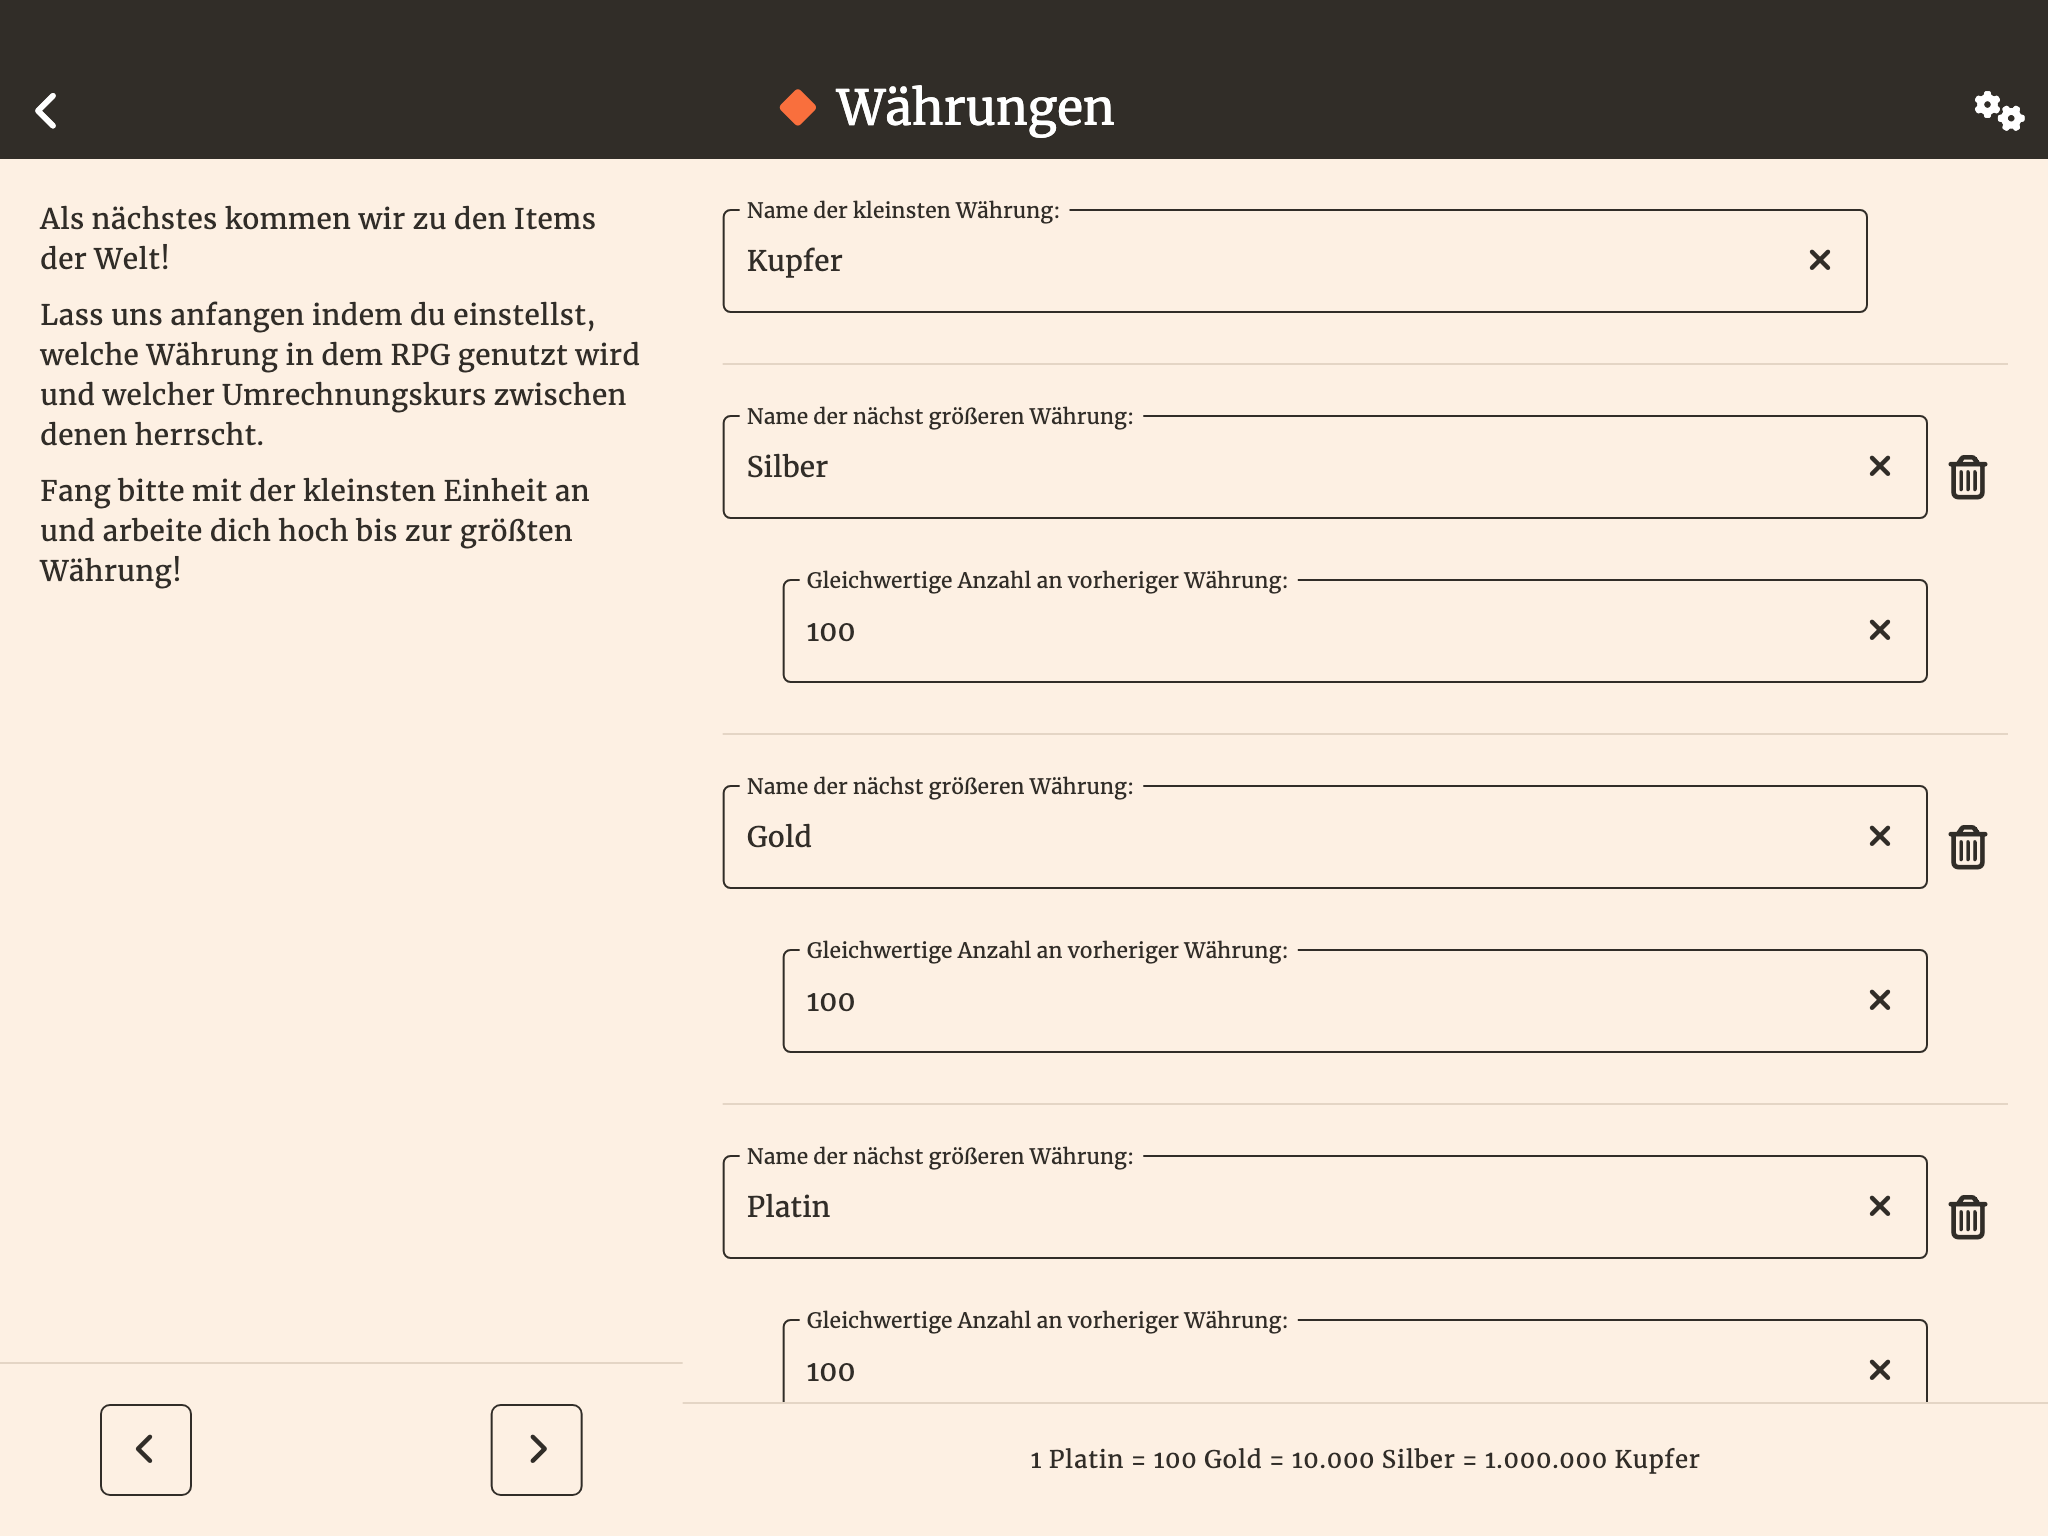 Währungen
Als nächstes kommen wir zu den Items
der Welt!
Lass uns anfangen indem du einstellst,
welche Währung in dem RPG genutzt wird
und welcher Umrechnungskurs zwischen
denen herrscht.
Fang bitte mit der kleinsten Einheit an
und arbeite dich hoch bis zur größten
Währung!
Name der kleinsten Währung:
Kupfer
Name der nächst größeren Währung:
Silber
Gleichwertige Anzahl an vorheriger Währung:
100
Name der nächst größeren Währung:
Gold
Gleichwertige Anzahl an vorheriger Währung:
100
Name der nächst größeren Währung:
Platin
Gleichwertige Anzahl an vorheriger Währung:
100
1 Platin = 100 Gold = 10.000 Silber = 1.000.000 Kupfer